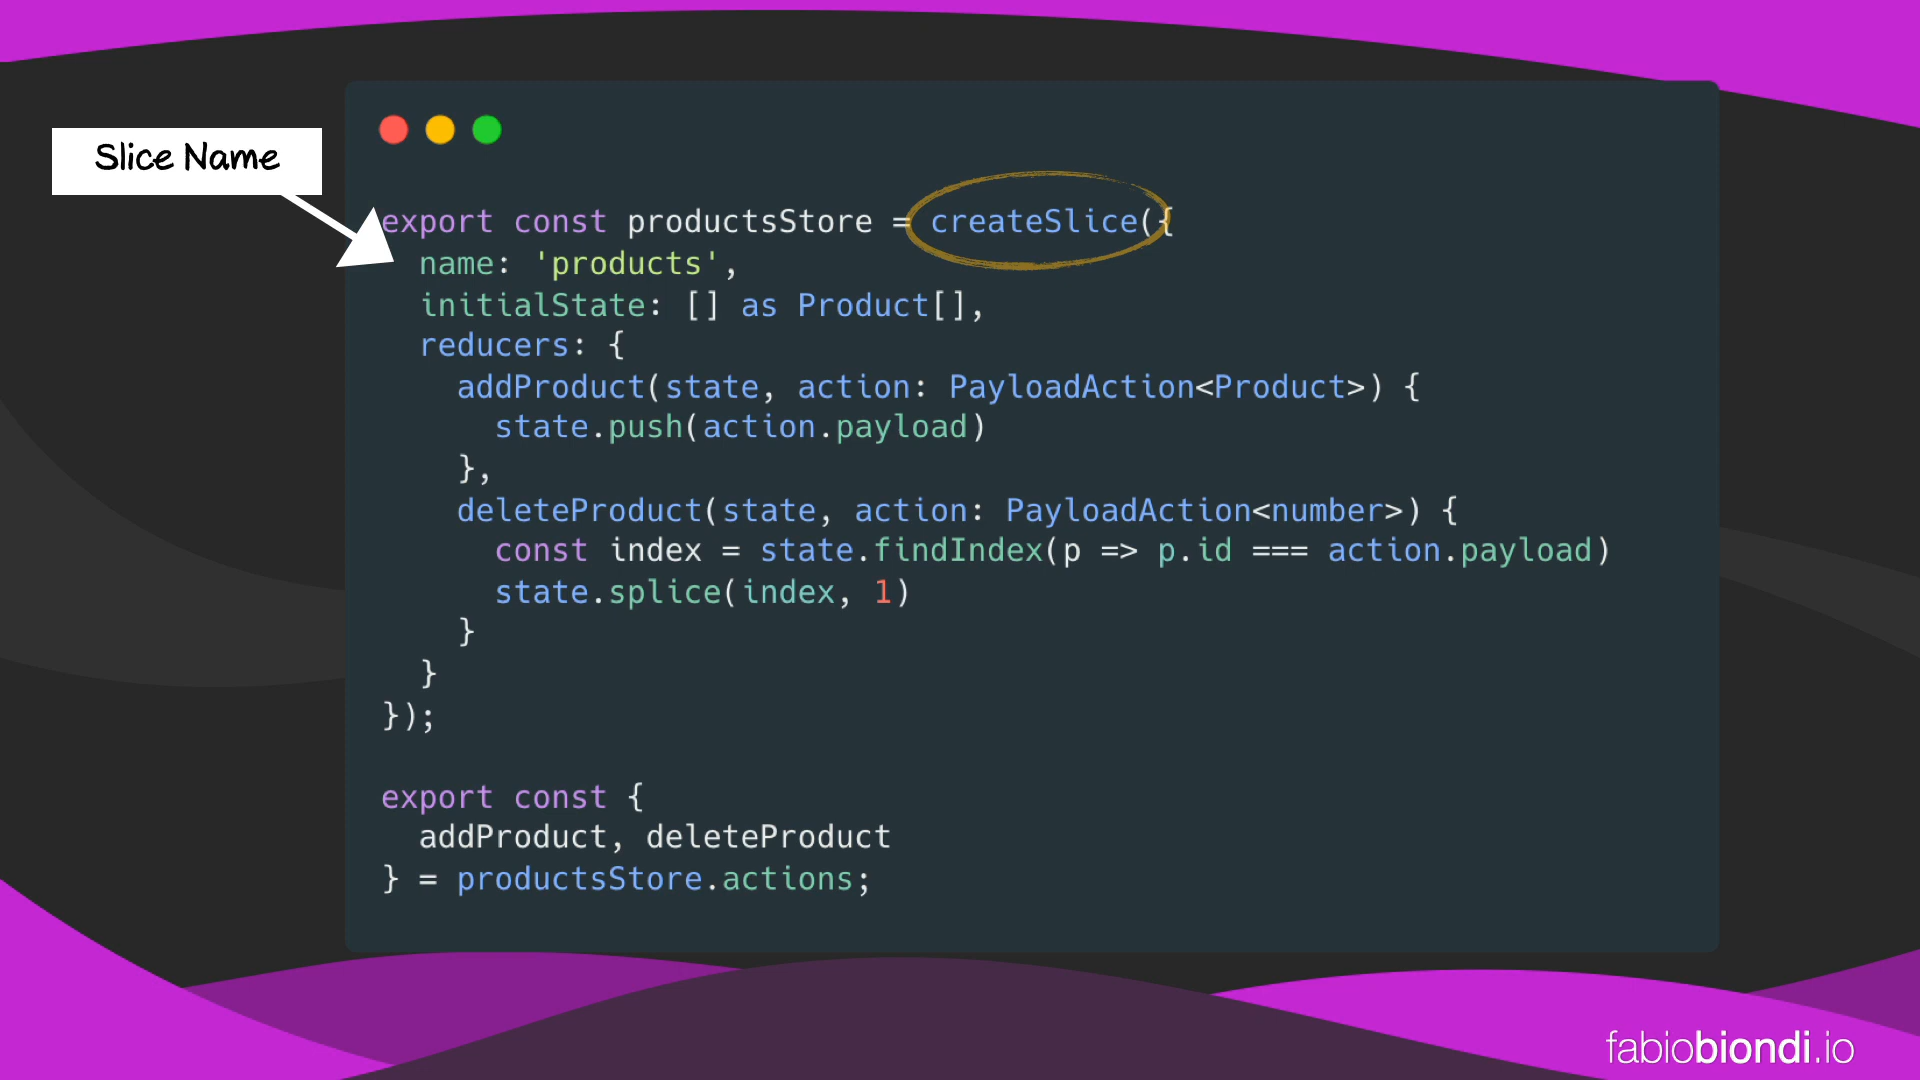 Slice Name
export const productsStore = createSlice({
  name: 'products',
  initialState: [] as Product[],
  reducers: {
    addProduct(state, action: PayloadAction<Product>) {
      state.push(action.payload)
    },
    deleteProduct(state, action: PayloadAction<number>) {
      const index = state.findIndex(p => p.id === action.payload)
      state.splice(index, 1)
    }
  }
});
export const {
  addProduct, deleteProduct
} = productsStore.actions;
fabiobiondi.io